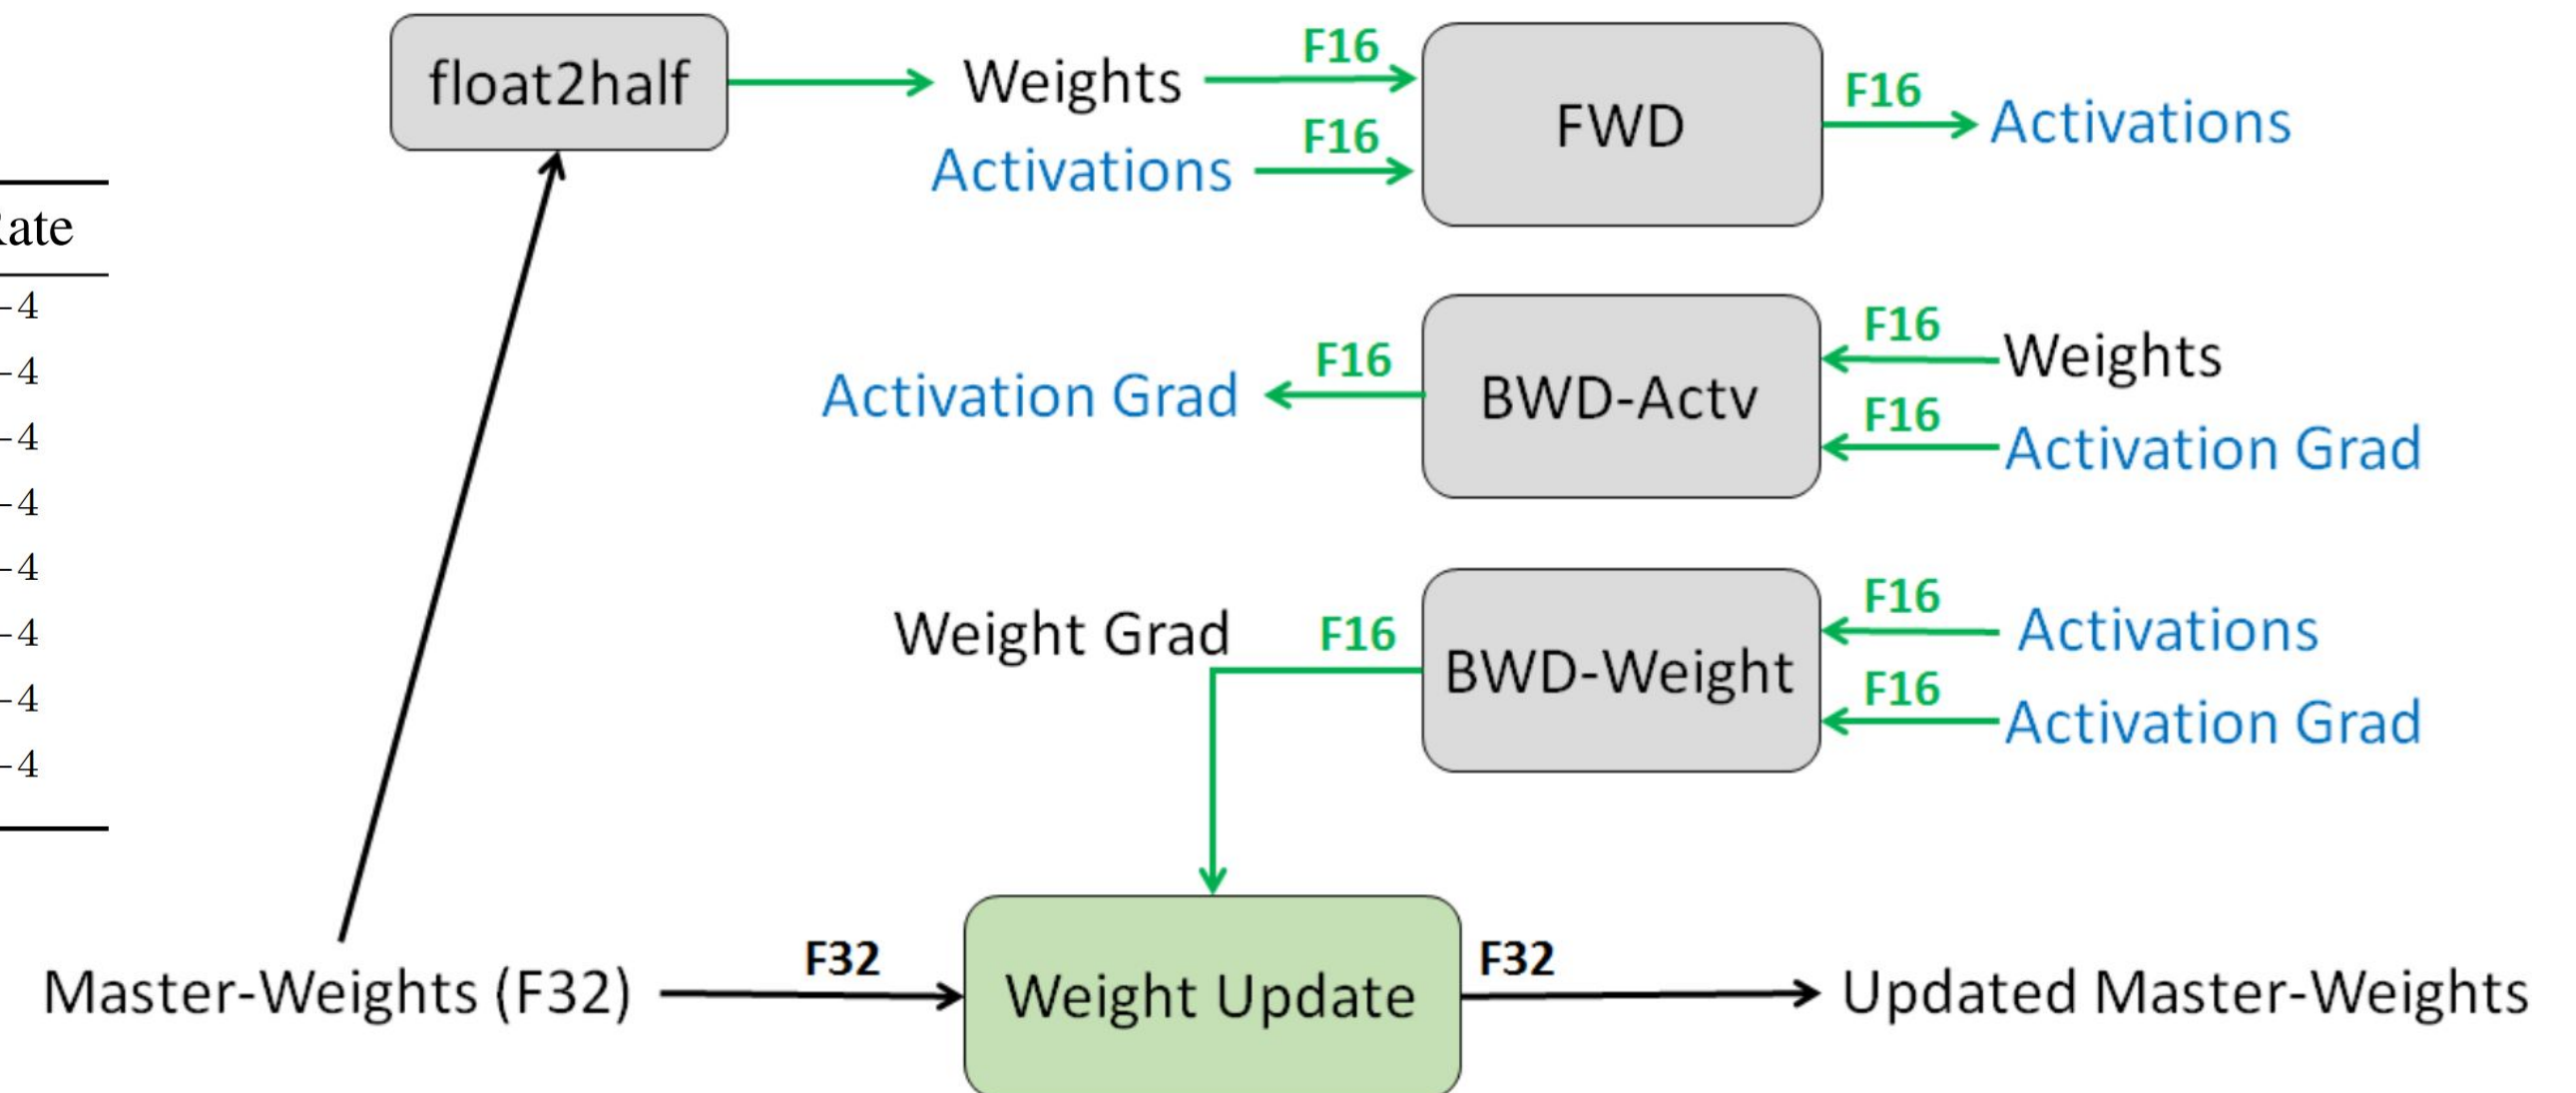 float2half
Weights
F16
Activations
F16
FWD
F16
Activations
Activation Grad
F16
BWD-Actv
F16
Weights
F16
Activation Grad
Weight Grad
F16
BWD-Weight
F16
Activations
F16
Activation Grad
Master-Weights (F32)
F32
Weight Update
F32
Updated Master-Weights
-4
-4
-4
-4
-4
-4
-4
-4